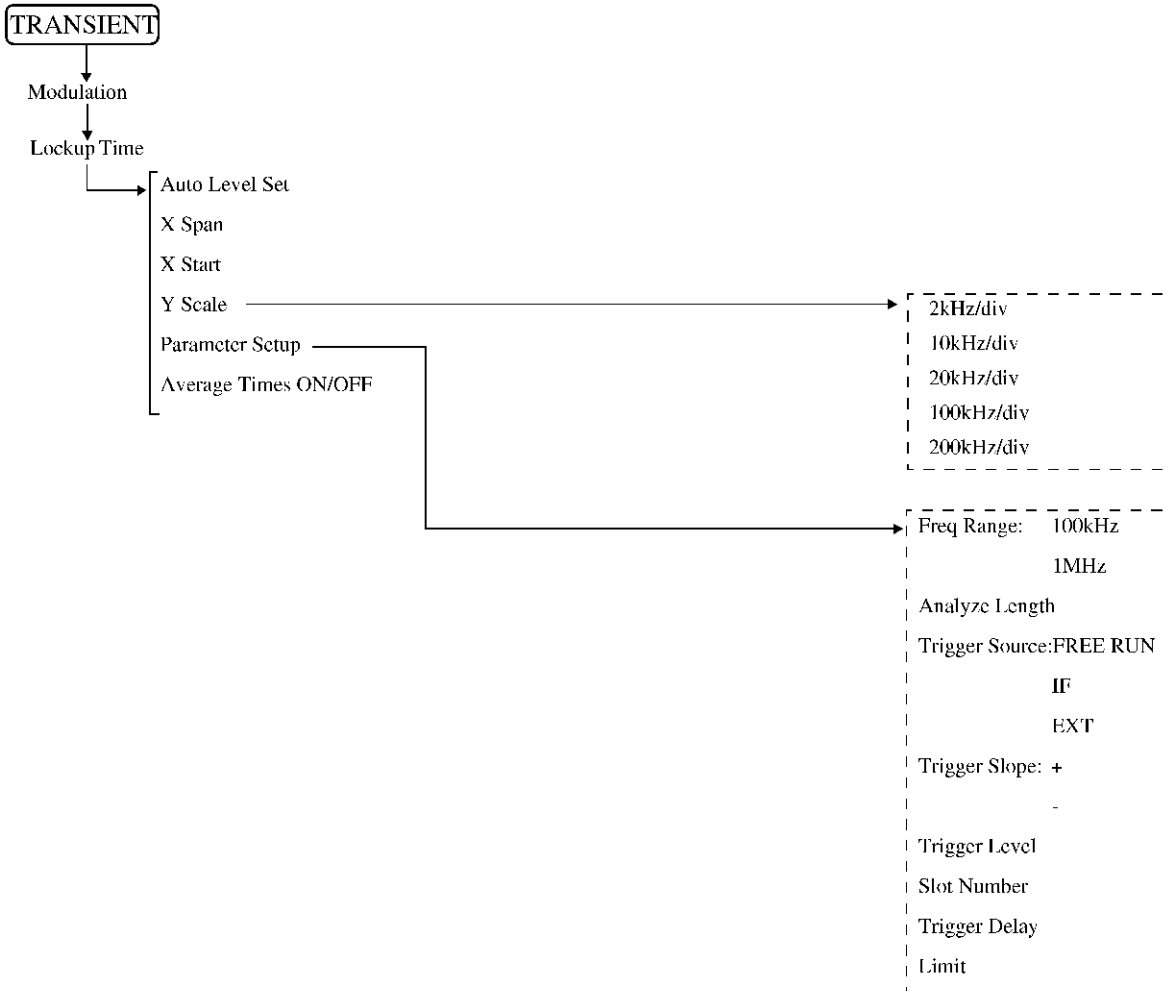 TRANSIENT
Modulation
Lockup Time
Auto Level Set
X Span
X Start
Y Scale
Parameter Setup
Average Times ON/OFF
2kHz/div
10kHz/div
20kHz/div
100kHz/div
200kHz/div
Freq Range: 100kHz
1MHz
Analyze Length
Trigger Source:FREE RUN
IF
EXT
Trigger Slope: +
-
Trigger Level
Slot Number
Trigger Delay
Limit